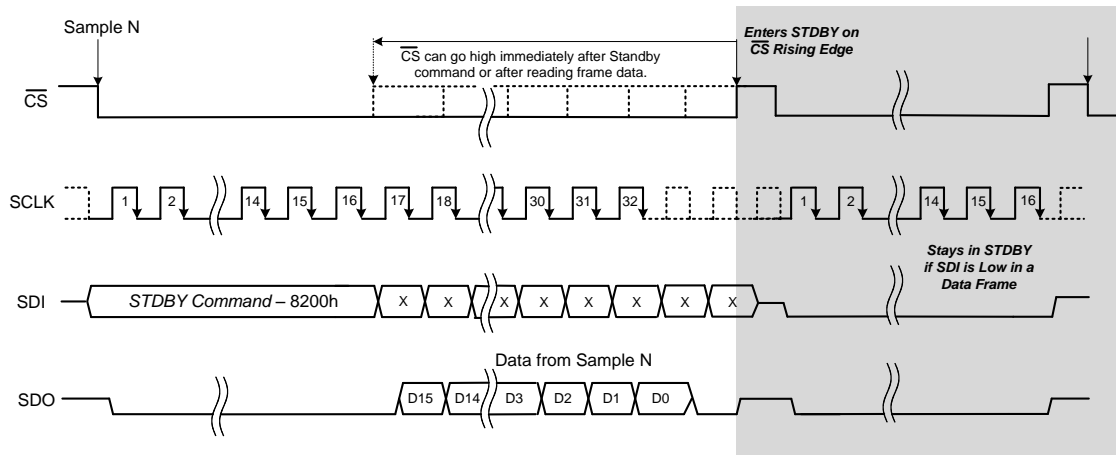 Sample N
CS can go high immediately after Standby
command or after reading frame data.
Enters STDBY on
CS Rising Edge
CS
SCLK
1 2 14 15 16 17 18 30 31 32 1 2 14 15 16
Stays in STDBY
if SDI is Low in a
Data Frame
SDI
STDBY Command – 8200h X X X X X X X X
Data from Sample N
SDO
D15 D14 D3 D2 D1 D0